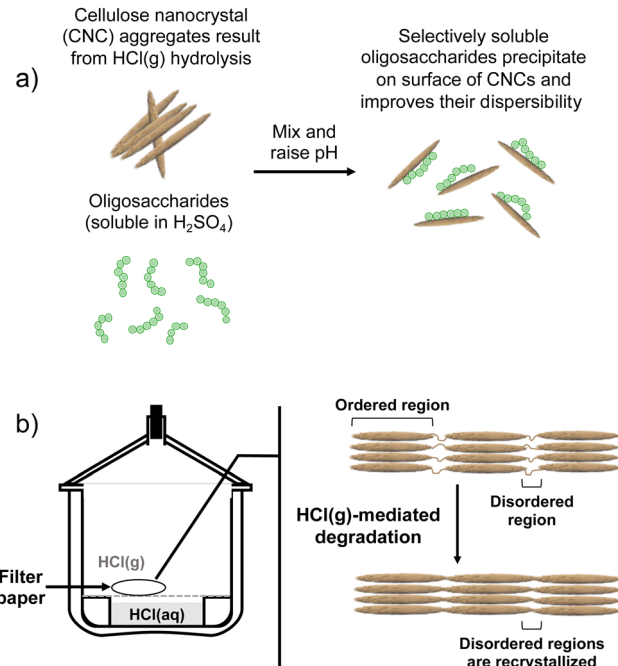 Cellulose nanocrystal
(CNC) aggregates result
from HCl(g) hydrolysis
Selectively soluble
oligosaccharides precipitate
on surface of CNCs and
improves their dispersibility
a)
Mix and
raise pH
Oligosaccharides
(soluble in H₂SO₄)
b)
Ordered region
Disordered
region
HCl(g)-mediated
degradation
HCl(g)
Filter
paper
HCl(aq)
Disordered regions
are recrystallized